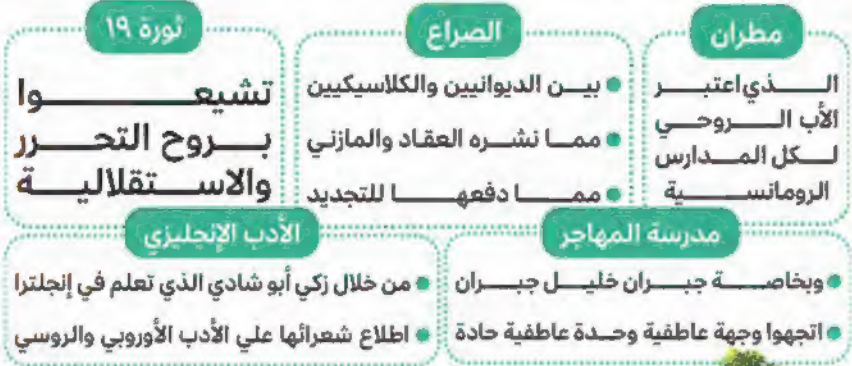 مطران
الذي اعتبر
الأب الروحي
لكل المدارس
الرومانسية
الصراع
بين الديوانيين والكلاسيكيين
مما نشره العقاد والمازني
مما دفعها للتجديد
ثورة ١٩
تشيعوا
بروح التحرر
والاستقلالية
مدرسة المهاجر
وبخاصة جبران خليل جبران
اتجهوا وجهة عاطفية وحدة عاطفية حادة
الأدب الإنجليزي
من خلال زكي أبو شادي الذي تعلم في إنجلترا
اطلاع شعرائها علي الأدب الأوروبي والروسي